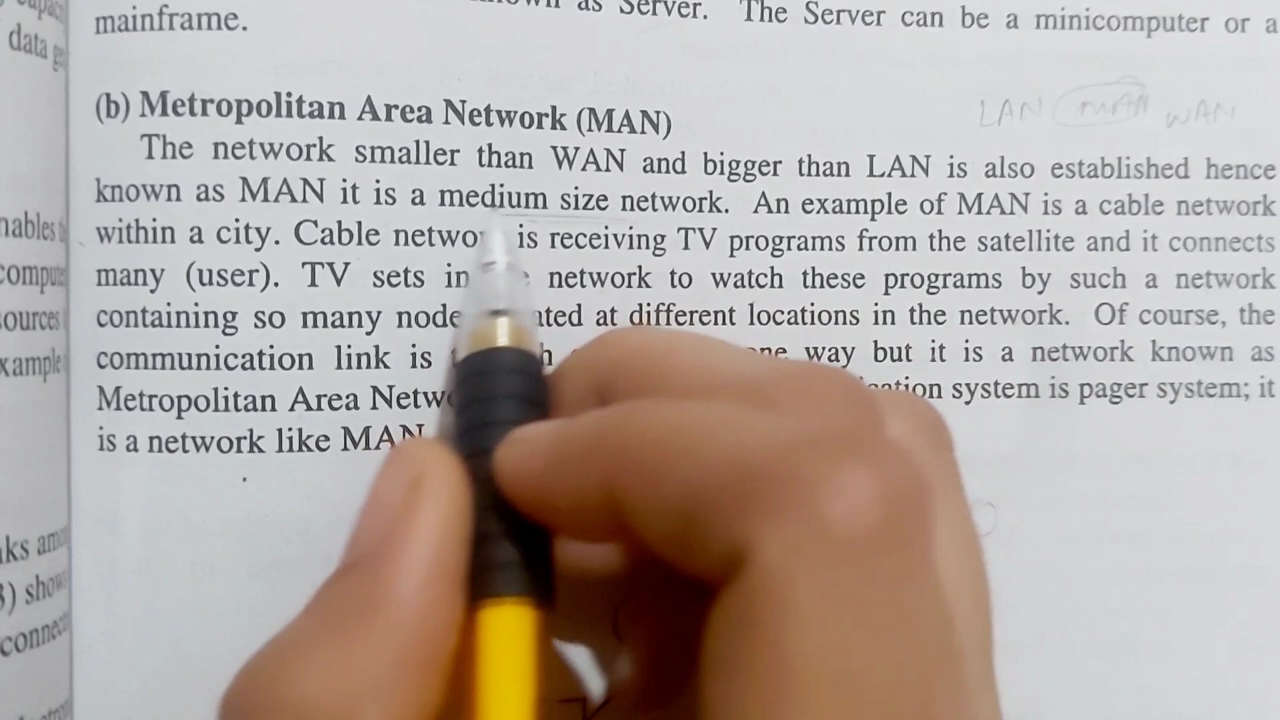 as Server. The Server can be a minicomputer or a
mainframe.
data
(b) Metropolitan Area Network (MAN)
LAN MAN WAN
The network smaller than WAN and bigger than LAN is also established hence
known as MAN it is a medium size network. An example of MAN is a cable network
within a city. Cable is receiving TV programs from the satellite and it connects
many (user). TV sets in network to watch these programs by such a network
containing so many at different locations in the network. Of course, the
communication link is way but it is a network known as
Metropolitan Area system is pager system; it
is a network like MAN